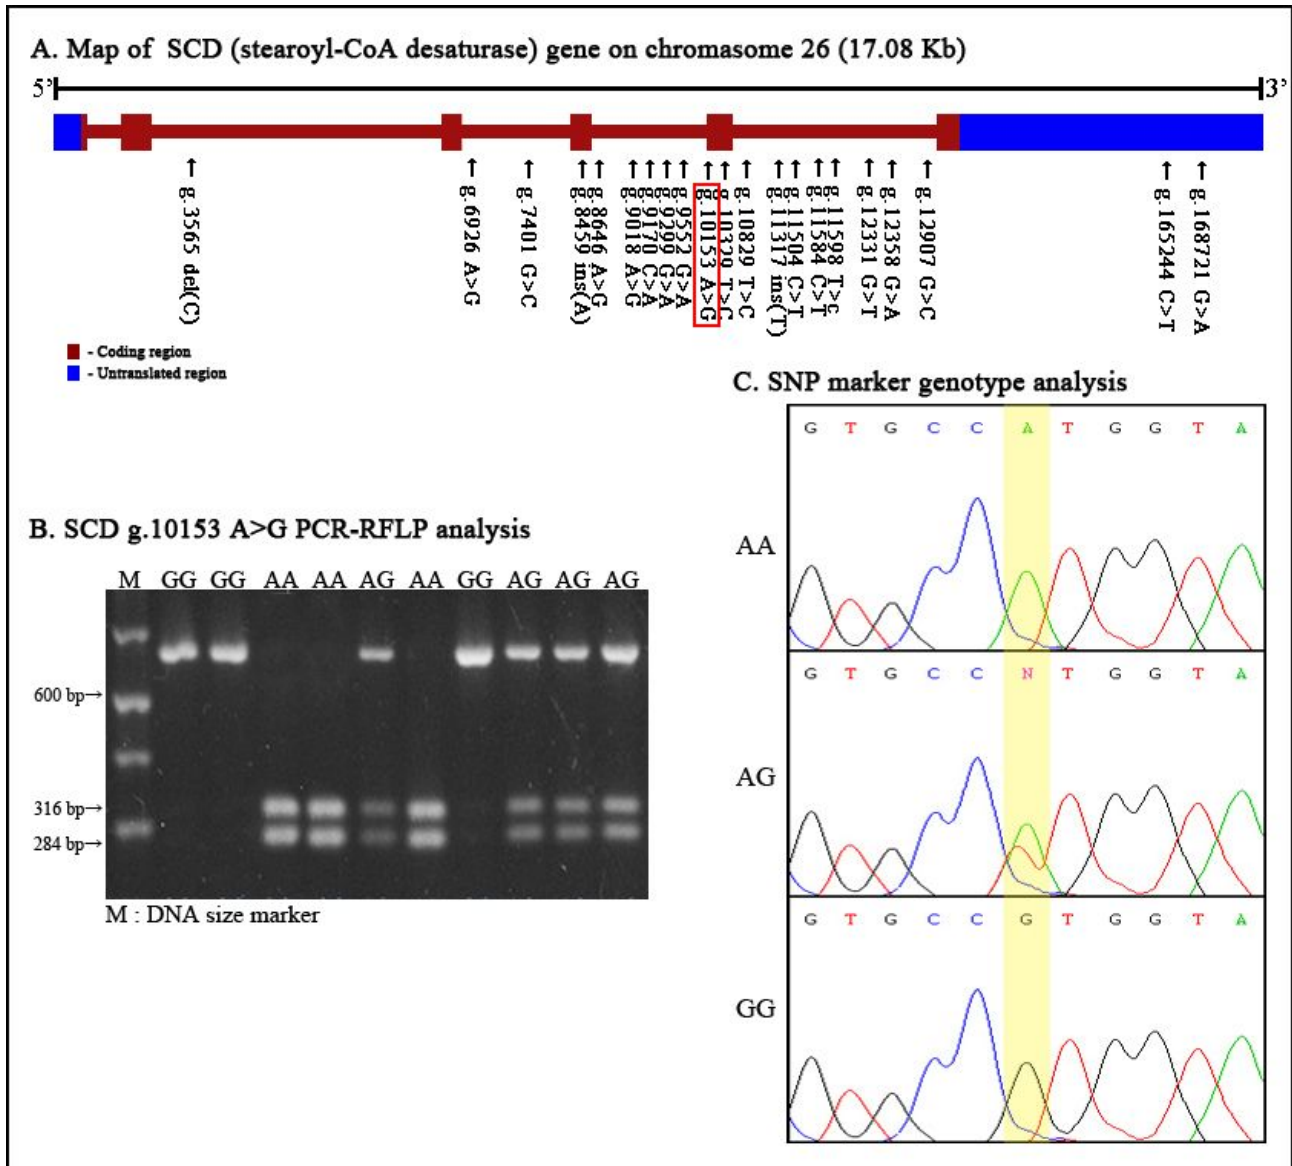 A. Map of SCD (stearoyl-CoA desaturase) gene on chromasome 26 (17.08 Kb)
5' 3'
g.3565 del(C)
g.6926 A>G
g.7401 G>C
g.8459 ins(A)
g.8646 A>G
g.9018 A>G
g.9170 C>A
g.9299 G>A
g.9552 G>A
g.10153 A>G
g.10329 T>C
g.10829 T>C
g.11317 ins(T)
g.11504 C>T
g.11584 C>T
g.11598 T>c
g.12331 G>T
g.12358 G>A
g.12907 G>C
g.165244 C>T
g.168721 G>A
- Coding region
- Untranslated region
B. SCD g.10153 A>G PCR-RFLP analysis
M GG GG AA AA AG AA GG AG AG AG
600 bp→
316 bp→
284 bp→
M : DNA size marker
C. SNP marker genotype analysis
G T G C C A T G G T A
AA
G T G C C N T G G T A
AG
G T G C C G T G G T A
GG